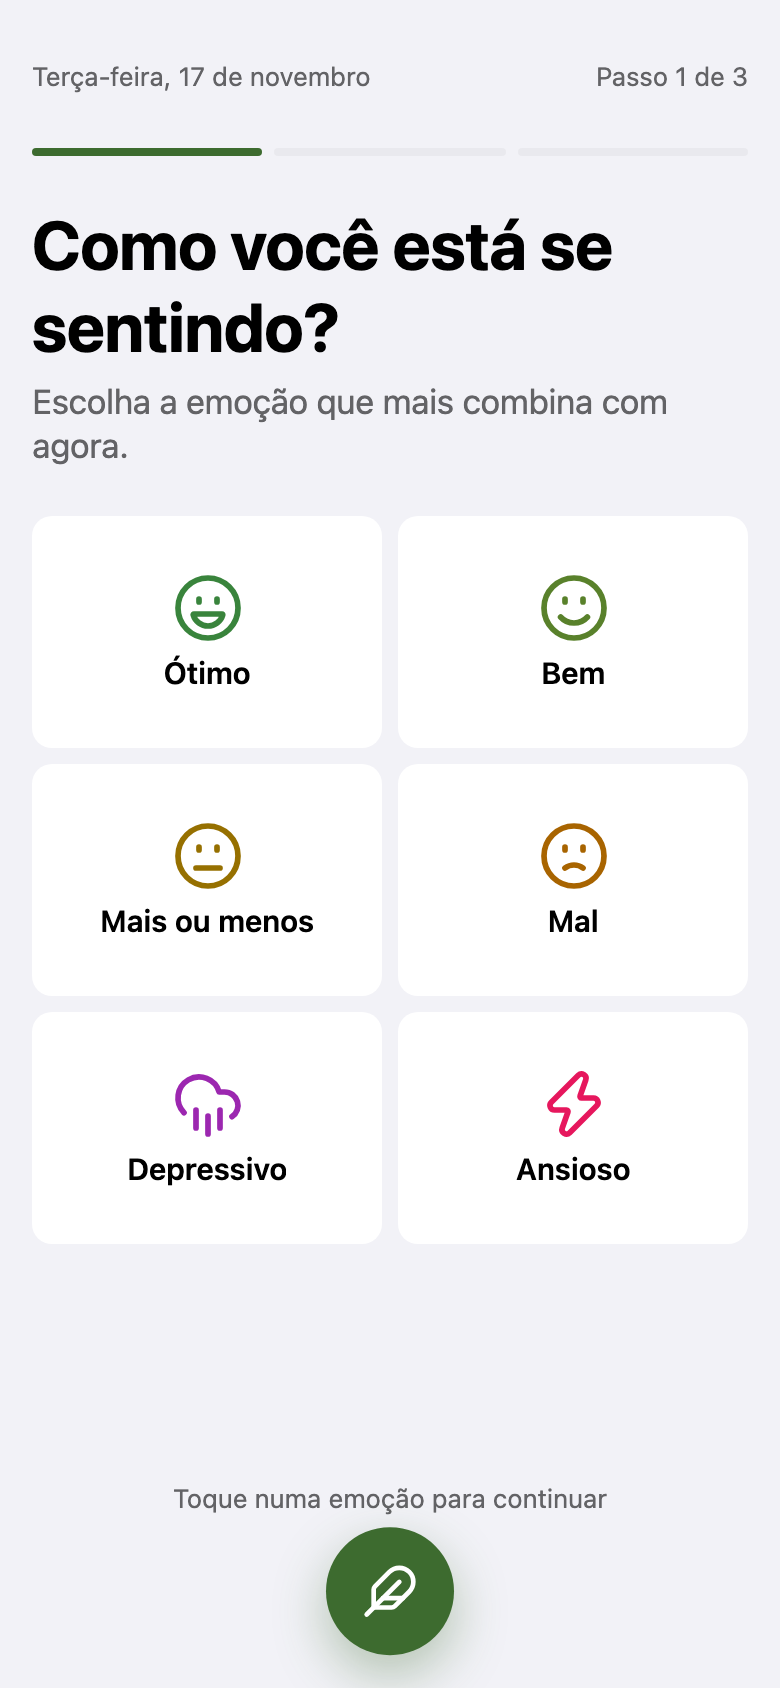 Terça-feira, 17 de novembro
Passo 1 de 3
Como você está se
sentindo?
Escolha a emoção que mais combina com
agora.
Ótimo
Bem
Mais ou menos
Mal
Depressivo
Ansioso
Toque numa emoção para continuar